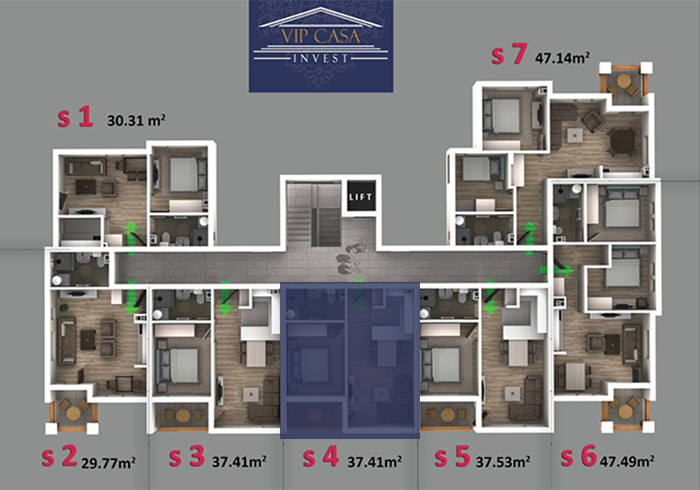 VIP CASA
INVEST
S 7 47.14m²
S 1 30.31 m²
LIFT
S 2 29.77m²
S 3 37.41m²
S 4 37.41m²
S 5 37.53m²
S 6 47.49m²